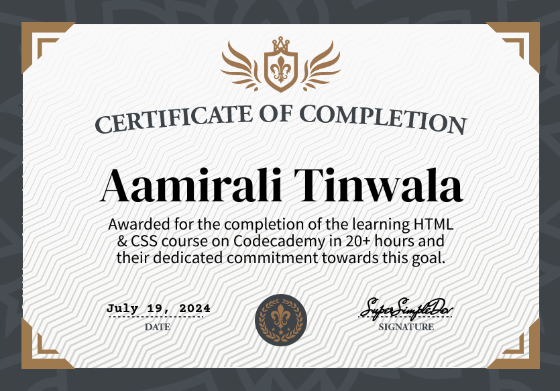 CERTIFICATE OF COMPLETION
Aamirali Tinwala
Awarded for the completion of the learning HTML
& CSS course on Codecademy in 20+ hours and
their dedicated commitment towards this goal.
July 19, 2024
SuperSimpleDev
DATE
SIGNATURE